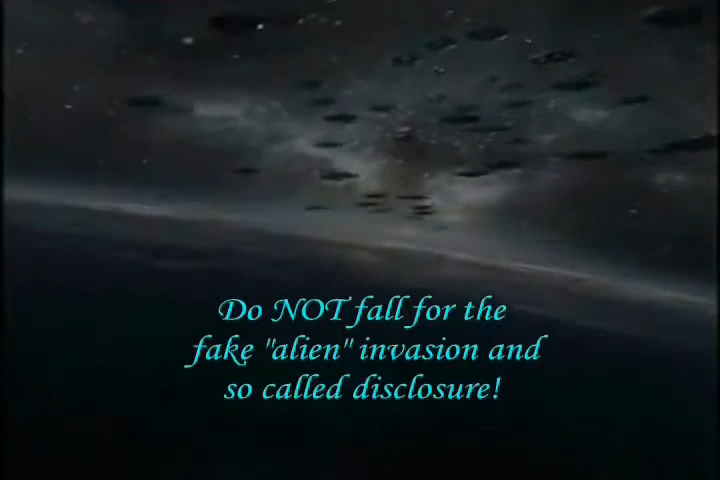 Do NOT fall for the
fake "alien" invasion and
so called disclosure!